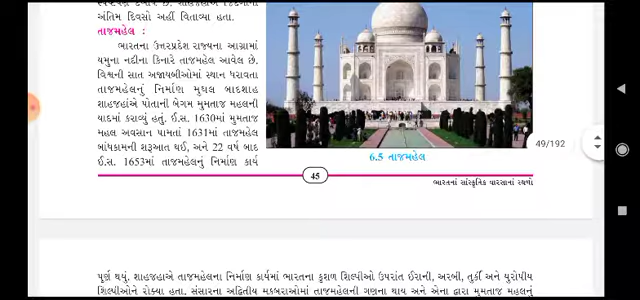 અંતિમ દિવસો અહીં વિતાવ્યા હતા.
તાજમહેલ :
ભારતના ઉત્તરપ્રદેશ રાજ્યના આગ્રામાં
યમુના નદીના કિનારે તાજમહેલ આવેલ છે.
વિશ્વની સાત અજાયબીઓમાં સ્થાન ધરાવતા
તાજમહેલનું નિર્માણ મુઘલ બાદશાહ
શાહજહાંએ પોતાની બેગમ મુમતાજ મહલની
યાદમાં કરાવ્યું હતું. ઈ.સ. 1630માં મુમતાજ
મહલ અવસાન પામતાં 1631માં તાજમહેલ
બાંધકામની શરૂઆત થઈ, અને 22 વર્ષ બાદ
ઈ.સ. 1653માં તાજમહેલનું નિર્માણ કાર્ય
6.5 તાજમહેલ
49/192
45
ભારતનાં સાંસ્કૃતિક વારસાનાં સ્થળો
પૂર્ણ થયું. શાહજહાંએ તાજમહેલના નિર્માણ કાર્યમાં ભારતના કુશળ શિલ્પીઓ ઉપરાંત ઈરાની, અરબી, તુર્કી અને યુરોપીય
શિલ્પીઓને રોક્યા હતા. સંસારના અદ્વિતીય મકબરાઓમાં તાજમહેલની ગણના થાય અને એના દ્વારા મુમતાજ મહલનું